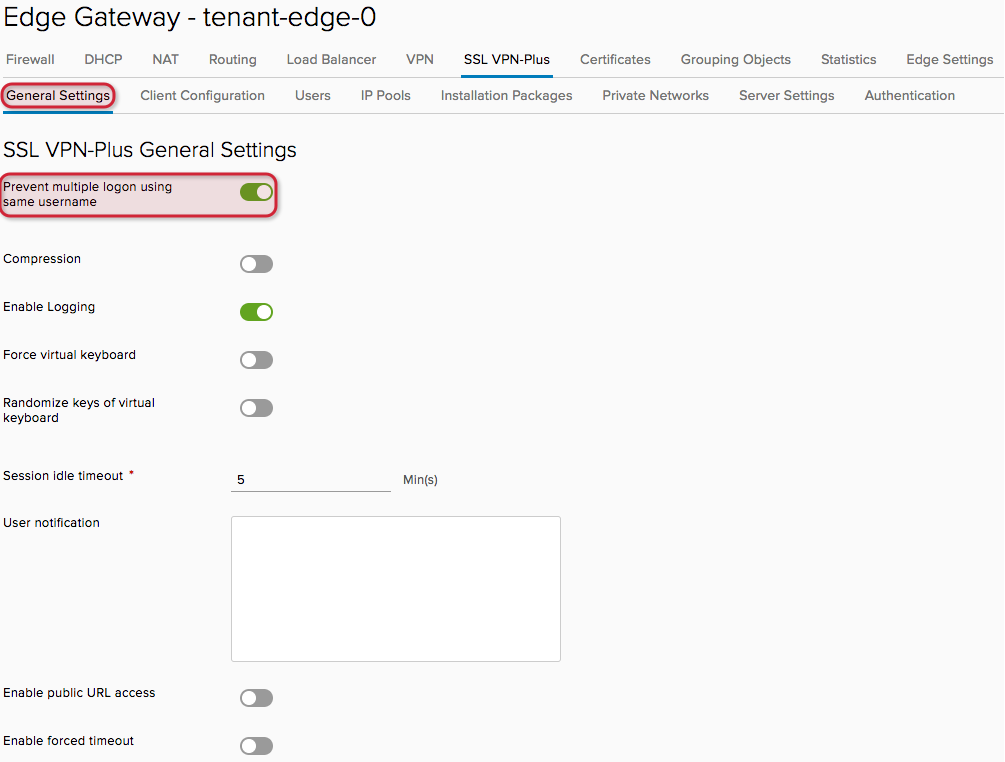 Edge Gateway - tenant-edge-0
Firewall DHCP NAT Routing Load Balancer VPN SSL VPN-Plus Certificates Grouping Objects Statistics Edge Settings
General Settings Client Configuration Users IP Pools Installation Packages Private Networks Server Settings Authentication
SSL VPN-Plus General Settings
Prevent multiple logon using
same username
Compression
Enable Logging
Force virtual keyboard
Randomize keys of virtual
keyboard
Session idle timeout * 5 Min(s)
User notification
Enable public URL access
Enable forced timeout